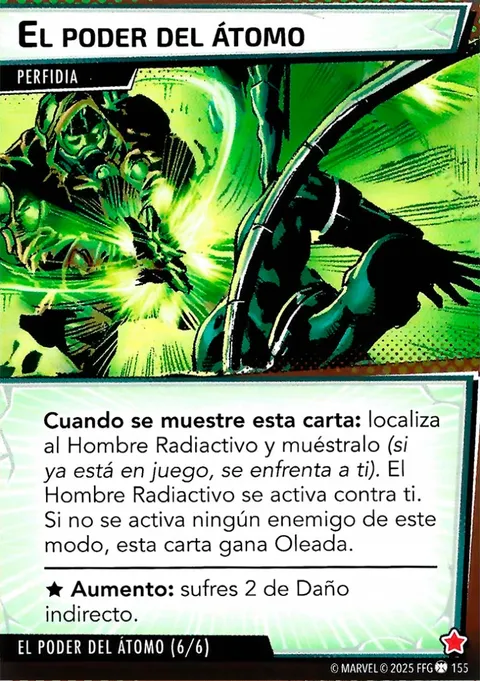 El poder del átomo
PERFIDIA
Cuando se muestre esta carta: localiza
al Hombre Radiactivo y muéstralo (si
ya está en juego, se enfrenta a ti). El
Hombre Radiactivo se activa contra ti.
Si no se activa ningún enemigo de este
modo, esta carta gana Oleada.
★ Aumento: sufres 2 de Daño
indirecto.
EL PODER DEL ÁTOMO (6/6)
© MARVEL © 2025 FFG 155